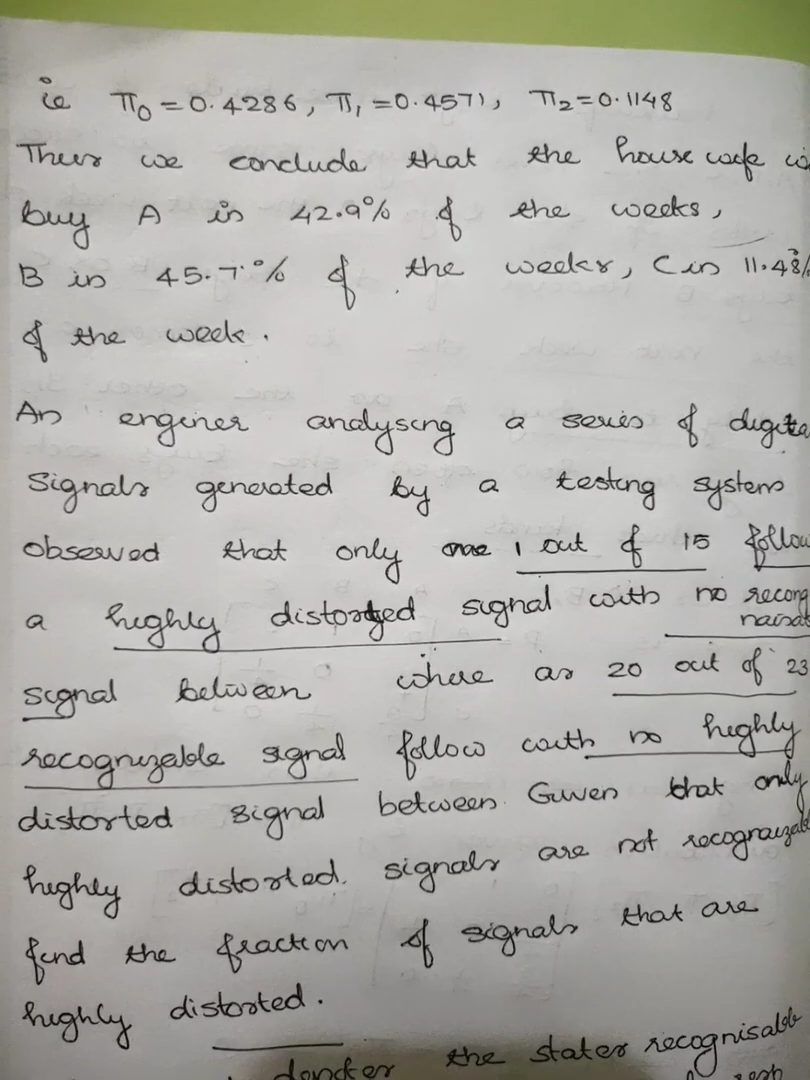 ie π0 = 0.4286, π1 = 0.4571, π2 = 0.1148
Thus we conclude that the house wife
buy A in 42.9% of the weeks,
B in 45.7% of the weeks, C in 11.48%
of the week.
An enginer analysing a series of digita
Signals generated by a testing system
observed that only 1 out of 15 follow
a highly distorted signal with no recong
naisat
signal between where as 20 out of 23
recognizable signal follow with no highly
distorted signal between. Given that only
highly distorted signals are not recognizabl
find the fraction of signals that are
highly distorted.
the states recognisable